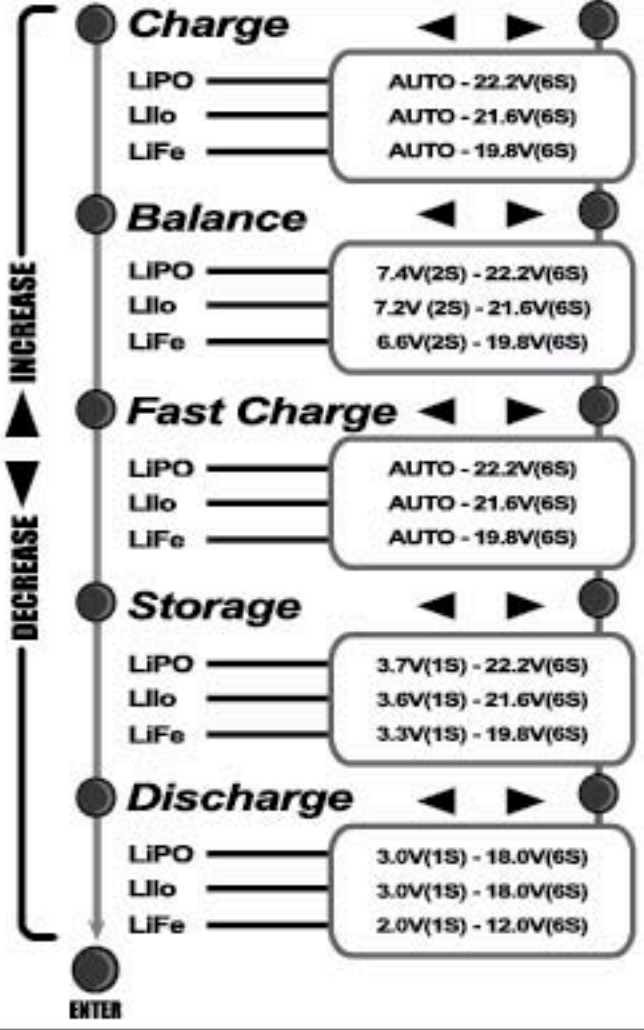 Charge
LiPO AUTO - 22.2V(6S)
LIIo AUTO - 21.6V(6S)
LiFe AUTO - 19.8V(6S)
Balance
LiPO 7.4V(2S) - 22.2V(6S)
LIIo 7.2V (2S) - 21.6V(6S)
LiFe 6.6V(2S) - 19.8V(6S)
INCREASE
Fast Charge
LiPO AUTO - 22.2V(6S)
LIIo AUTO - 21.6V(6S)
LiFe AUTO - 19.8V(6S)
DECREASE
Storage
LiPO 3.7V(1S) - 22.2V(6S)
LIIo 3.6V(1S) - 21.6V(6S)
LiFe 3.3V(1S) - 19.8V(6S)
Discharge
LiPO 3.0V(1S) - 18.0V(6S)
LIIo 3.0V(1S) - 18.0V(6S)
LiFe 2.0V(1S) - 12.0V(6S)
ENTER